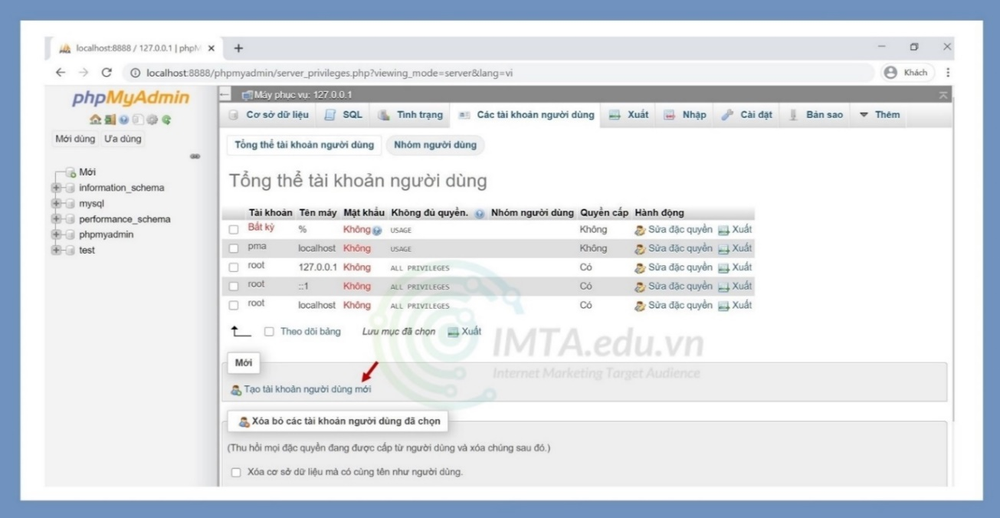 localhost:8888 / 127.0.0.1 | phpM
localhost:8888/phpmyadmin/server_privileges.php?viewing_mode=server&lang=vi
Khách
phpMyAdmin
Mới dùng Ưa dùng
Mới
information_schema
mysql
performance_schema
phpmyadmin
test
Máy phục vụ: 127.0.0.1
Cơ sở dữ liệu SQL Tình trạng Các tài khoản người dùng Xuất Nhập Cài đặt Bản sao Thêm
Tổng thể tài khoản người dùng Nhóm người dùng
Tổng thể tài khoản người dùng
Tài khoản Tên máy Mật khẩu Không đủ quyền. Nhóm người dùng Quyền cấp Hành động
Bất kỳ % Không USAGE Không Sửa đặc quyền Xuất
pma localhost Không USAGE Không Sửa đặc quyền Xuất
root 127.0.0.1 Không ALL PRIVILEGES Có Sửa đặc quyền Xuất
root ::1 Không ALL PRIVILEGES Có Sửa đặc quyền Xuất
root localhost Không ALL PRIVILEGES Có Sửa đặc quyền Xuất
Theo dõi bảng Lưu mục đã chọn Xuất
IMTA.edu.vn
Internet Marketing Target Audience
Mới
Tạo tài khoản người dùng mới
Xóa bỏ các tài khoản người dùng đã chọn
(Thu hồi mọi đặc quyền đang được cấp từ người dùng và xóa chúng sau đó.)
Xóa cơ sở dữ liệu mà có cùng tên như người dùng.